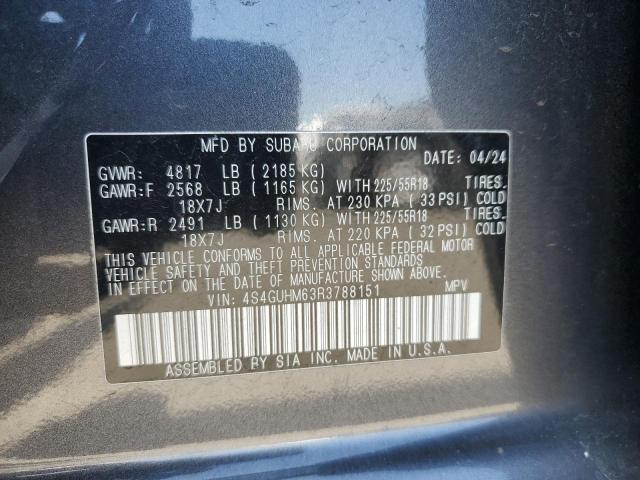 MFD BY SUBARU CORPORATION
DATE: 04/24
GVWR: 4817 LB ( 2185 KG)
GAWR:F 2568 LB ( 1165 KG) WITH 225/55R18 TIRES.
18X7J RIMS. AT 230 KPA ( 33 PSI) COLD
GAWR:R 2491 LB ( 1130 KG) WITH 225/55R18 TIRES.
18X7J RIMS. AT 220 KPA ( 32 PSI) COLD
THIS VEHICLE CONFORMS TO ALL APPLICABLE FEDERAL MOTOR
VEHICLE SAFETY AND THEFT PREVENTION STANDARDS
IN EFFECT ON THE DATE OF MANUFACTURE SHOWN ABOVE.
VIN: 4S4GUHM63R3788151 MPV
ASSEMBLED BY SIA INC. MADE IN U.S.A.